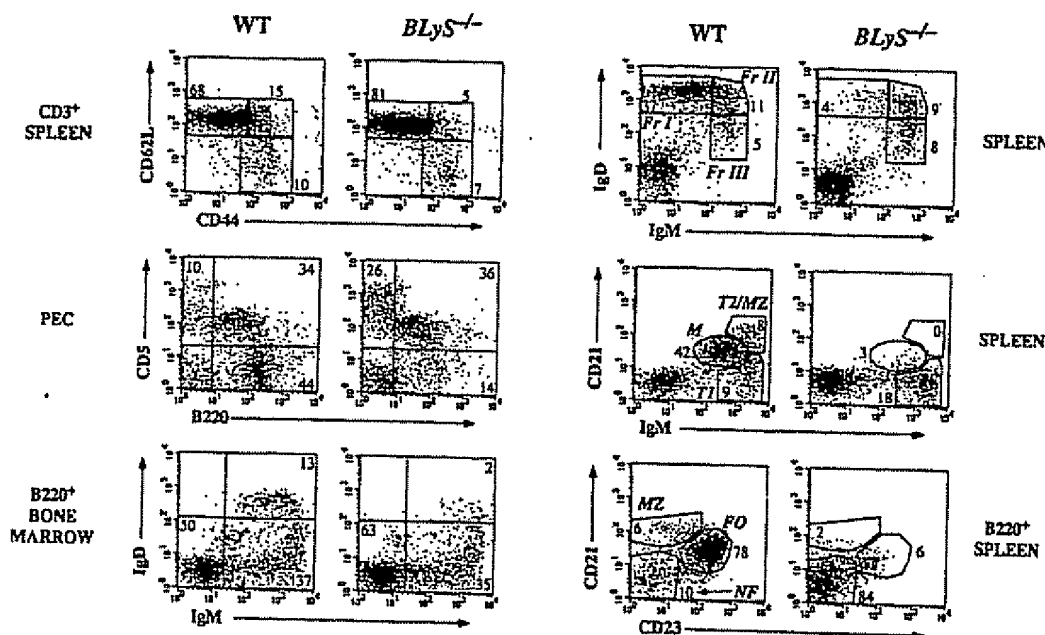 WT BLyS⁻/⁻ WT BLyS⁻/⁻
CD3⁺
SPLEEN
CD62L
68 15
10
81 5
7
CD44
IgD
Fr II
Fr I
11
5
Fr III
4 9
8
IgM
SPLEEN
PEC
CD5
10 34
44
26 36
14
B220
CD21
T2/MZ
M
8
42
T1 9
0
3
18
IgM
SPLEEN
B220⁺
BONE
MARROW
IgD
13
50
37
2
63
IgM
CD21
MZ
6
FO
78
10 NF
2
6
84
CD23
B220⁺
SPLEEN